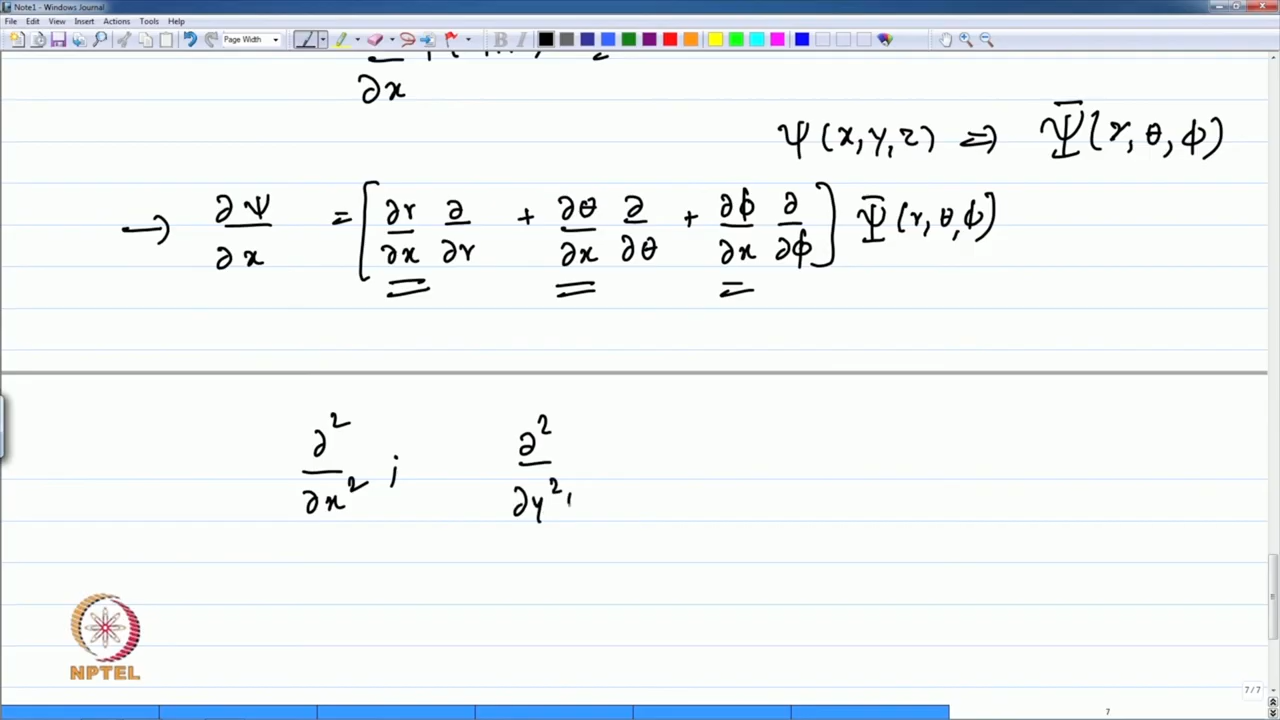 Note1 - Windows Journal
File Edit View Insert Actions Tools Help
Page Width
∂x
ψ(x,y,z) ⇒ Ψ̄(r,θ,ϕ)
→ ∂Ψ/∂x = [∂r/∂x ∂/∂r + ∂θ/∂x ∂/∂θ + ∂ϕ/∂x ∂/∂ϕ] Ψ̄(r,θ,ϕ)
∂²/∂x² ; ∂²/∂y²
NPTEL
7/7
7